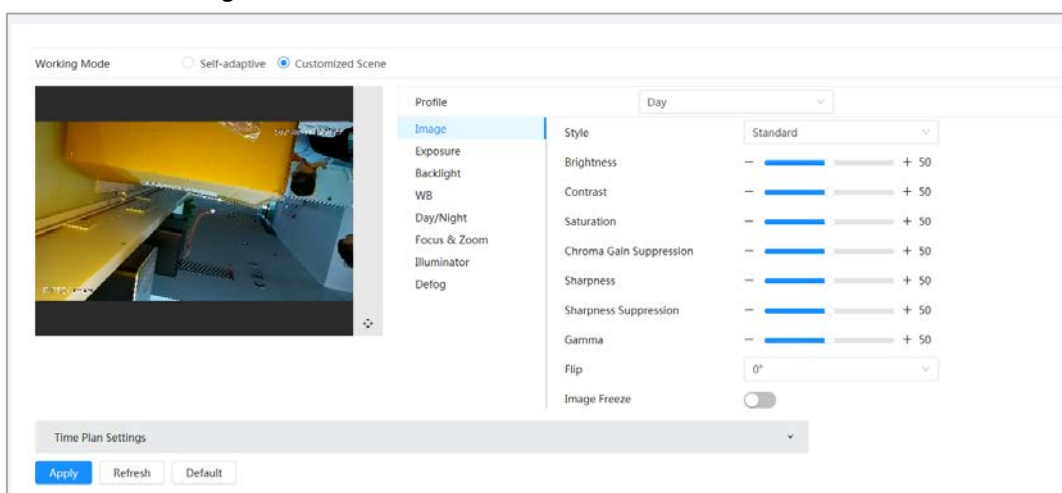 Working Mode Self-adaptive Customized Scene
Profile Day
Image
Exposure
Backlight
WB
Day/Night
Focus & Zoom
Illuminator
Defog
Style Standard
Brightness − + 50
Contrast − + 50
Saturation − + 50
Chroma Gain Suppression − + 50
Sharpness − + 50
Sharpness Suppression − + 50
Gamma − + 50
Flip 0°
Image Freeze
Time Plan Settings
Apply Refresh Default